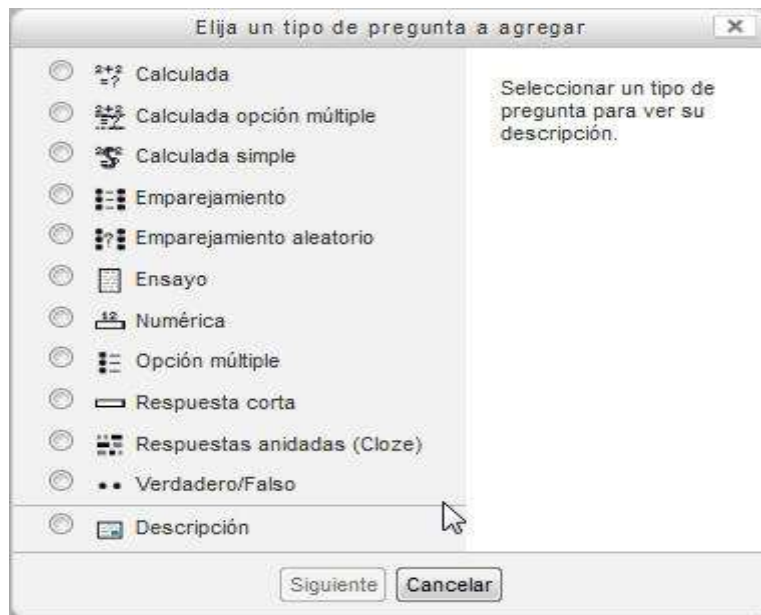 Elija un tipo de pregunta a agregar
Calculada
Calculada opción múltiple
Calculada simple
Emparejamiento
Emparejamiento aleatorio
Ensayo
Numérica
Opción múltiple
Respuesta corta
Respuestas anidadas (Cloze)
Verdadero/Falso
Descripción
Seleccionar un tipo de
pregunta para ver su
descripción.
Siguiente
Cancelar